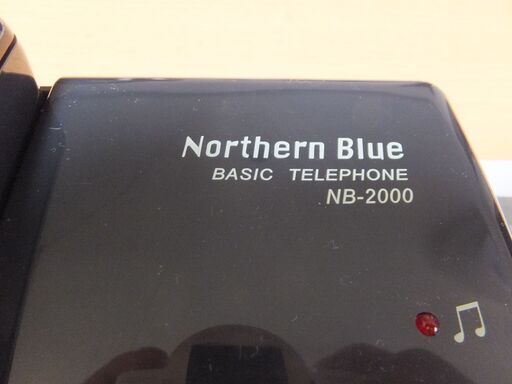 Northern Blue
BASIC TELEPHONE
NB-2000